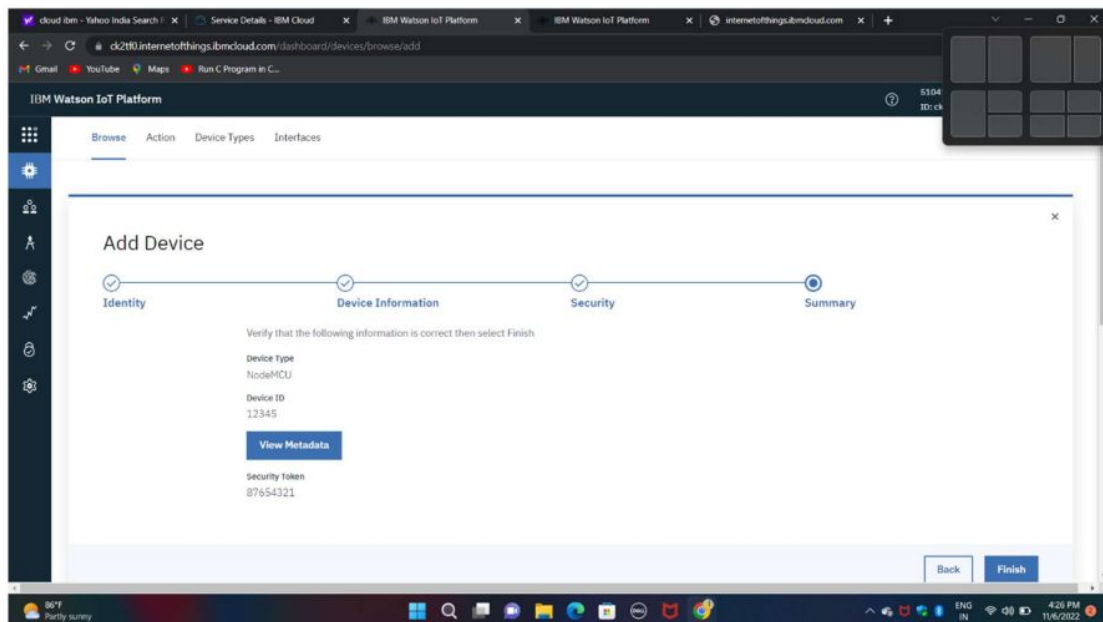 cloud ibm - Yahoo India Search
Service Details - IBM Cloud
IBM Watson IoT Platform
IBM Watson IoT Platform
internetofthings.ibmcloud.com
ck2tf0.internetofthings.ibmcloud.com/dashboard/devices/browse/add
Gmail YouTube Maps Run C Program in C...
IBM Watson IoT Platform
5104
ID: ck
Browse Action Device Types Interfaces
Add Device
Identity Device Information Security Summary
Verify that the following information is correct then select Finish
Device Type
NodeMCU
Device ID
12345
View Metadata
Security Token
87654321
Back Finish
86°F
Partly sunny
ENG
IN
4:26 PM
11/6/2022